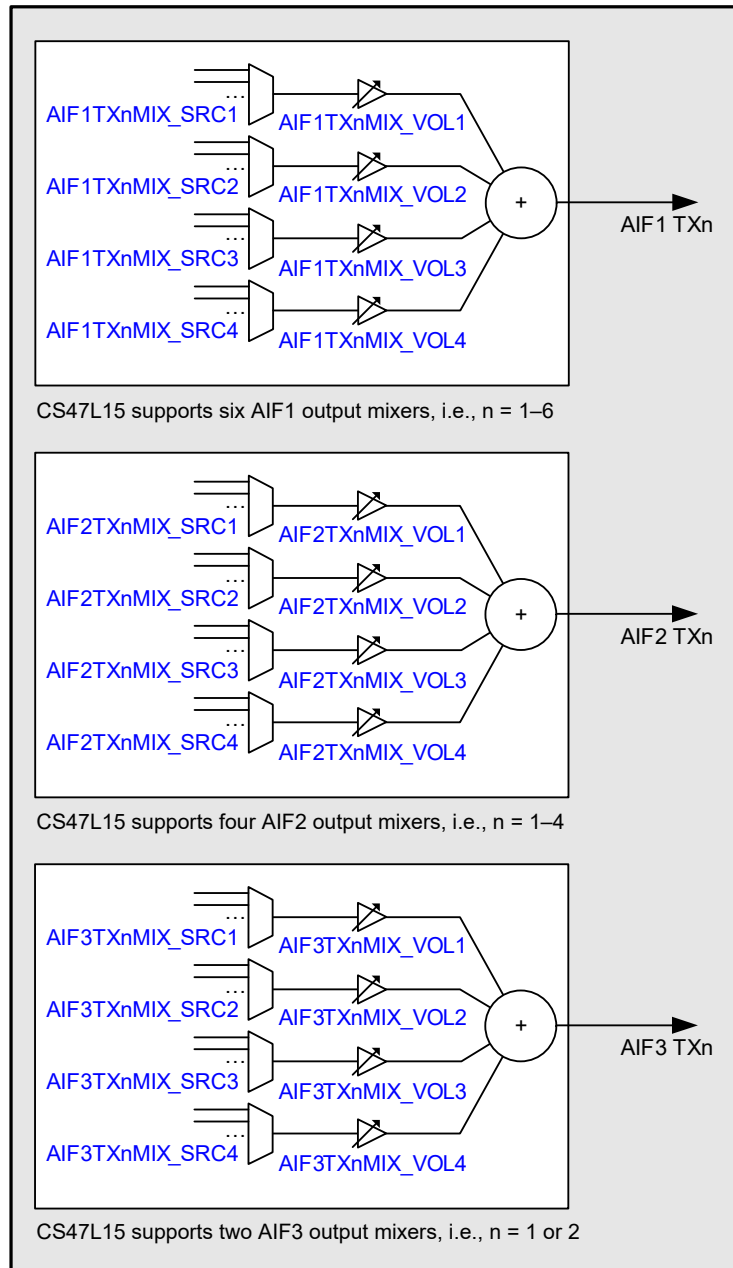 ...
AIF1TXnMIX_SRC1
AIF1TXnMIX_VOL1
...
AIF1TXnMIX_SRC2
AIF1TXnMIX_VOL2
...
AIF1TXnMIX_SRC3
AIF1TXnMIX_VOL3
...
AIF1TXnMIX_SRC4
AIF1TXnMIX_VOL4
+
AIF1 TXn
CS47L15 supports six AIF1 output mixers, i.e., n = 1–6
...
AIF2TXnMIX_SRC1
AIF2TXnMIX_VOL1
...
AIF2TXnMIX_SRC2
AIF2TXnMIX_VOL2
...
AIF2TXnMIX_SRC3
AIF2TXnMIX_VOL3
...
AIF2TXnMIX_SRC4
AIF2TXnMIX_VOL4
+
AIF2 TXn
CS47L15 supports four AIF2 output mixers, i.e., n = 1–4
...
AIF3TXnMIX_SRC1
AIF3TXnMIX_VOL1
...
AIF3TXnMIX_SRC2
AIF3TXnMIX_VOL2
...
AIF3TXnMIX_SRC3
AIF3TXnMIX_VOL3
...
AIF3TXnMIX_SRC4
AIF3TXnMIX_VOL4
+
AIF3 TXn
CS47L15 supports two AIF3 output mixers, i.e., n = 1 or 2